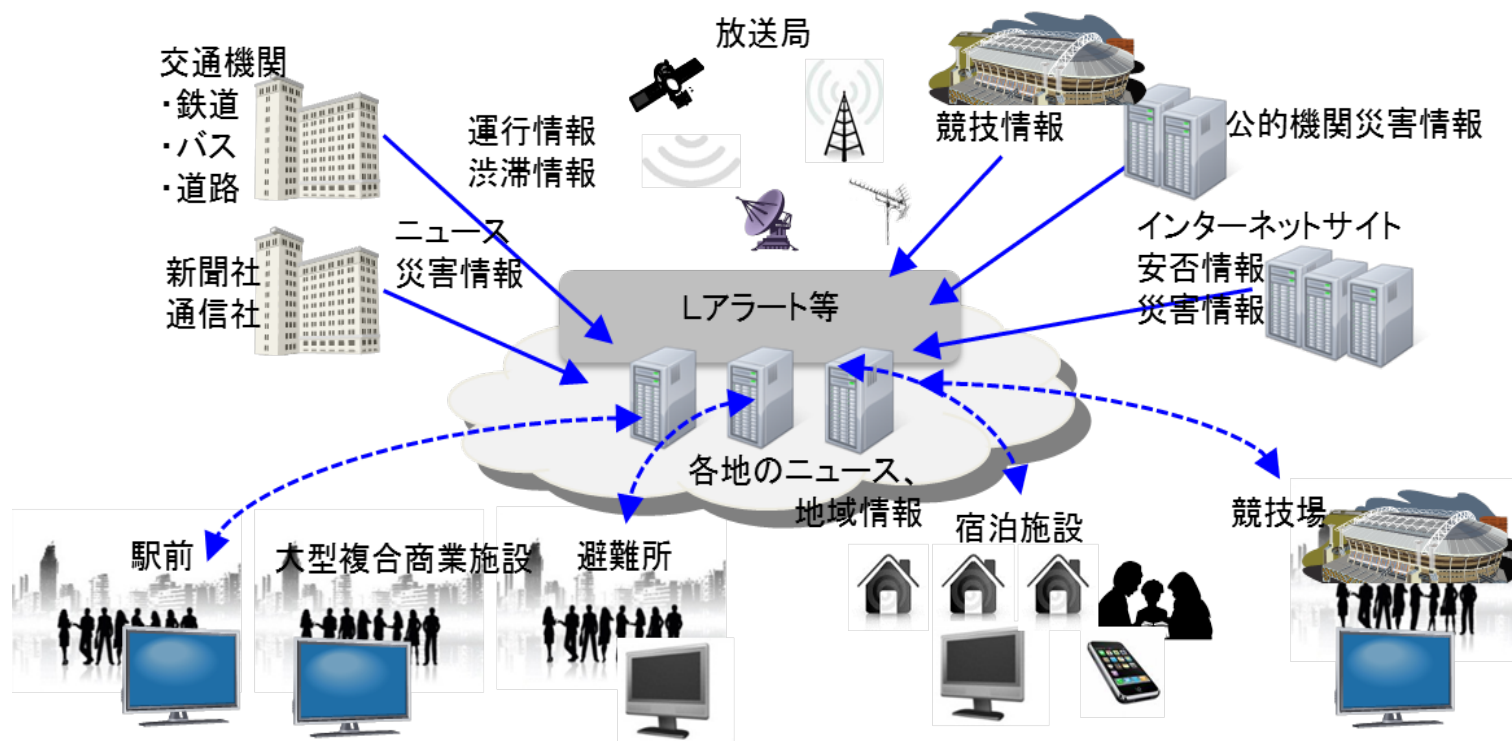 放送局
交通機関
・鉄道
・バス
・道路
運行情報
渋滞情報
競技情報
公的機関災害情報
新聞社
通信社
ニュース
災害情報
インターネットサイト
安否情報
災害情報
Lアラート等
各地のニュース、
地域情報
駅前
大型複合商業施設
避難所
宿泊施設
競技場